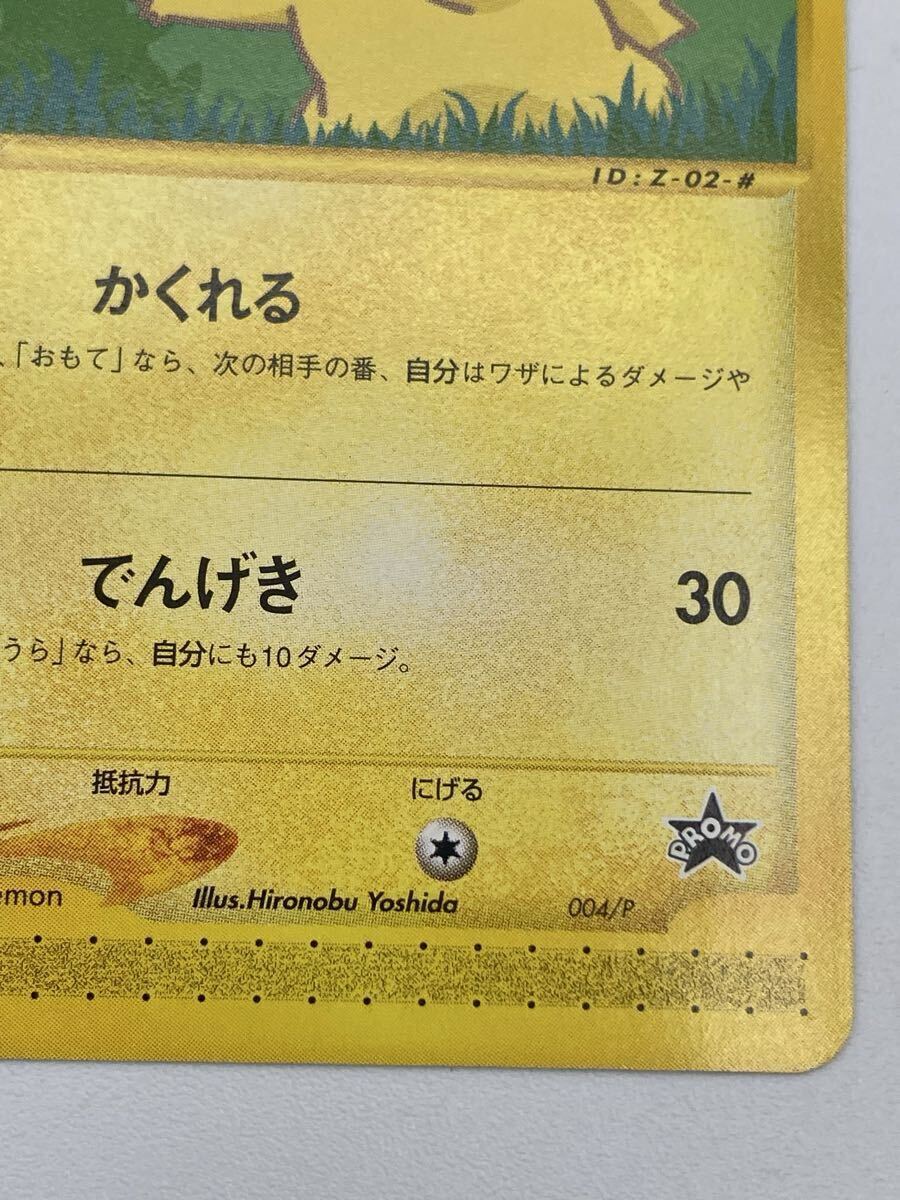 ID:Z-02-#
かくれる
、「おもて」なら、次の相手の番、自分はワザによるダメージや
でんげき 30
うら」なら、自分にも10ダメージ。
抵抗力 にげる
PROMO
emon Illus.Hironobu Yoshida 004/P